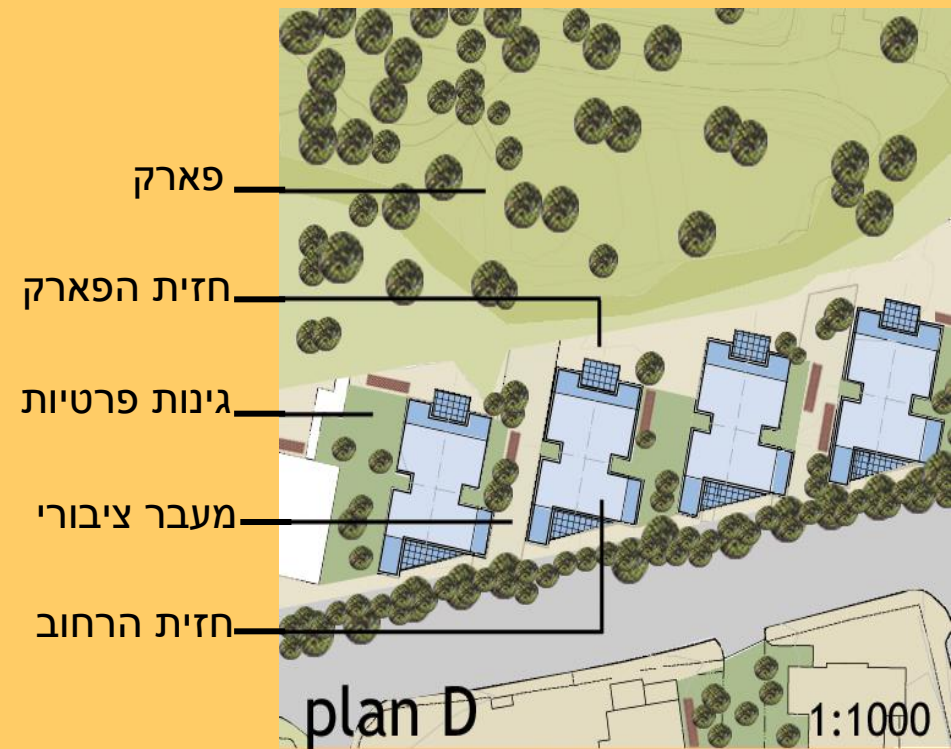 פארק
חזית הפארק
גינות פרטיות
מעבר ציבורי
חזית הרחוב
plan D
1:1000